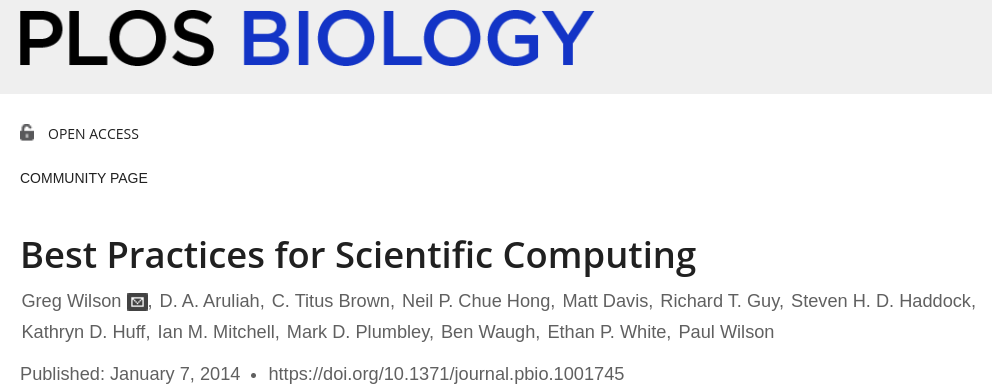 PLOS BIOLOGY
OPEN ACCESS
COMMUNITY PAGE
Best Practices for Scientific Computing
Greg Wilson , D. A. Aruliah, C. Titus Brown, Neil P. Chue Hong, Matt Davis, Richard T. Guy, Steven H. D. Haddock,
Kathryn D. Huff, Ian M. Mitchell, Mark D. Plumbley, Ben Waugh, Ethan P. White, Paul Wilson
Published: January 7, 2014 • https://doi.org/10.1371/journal.pbio.1001745